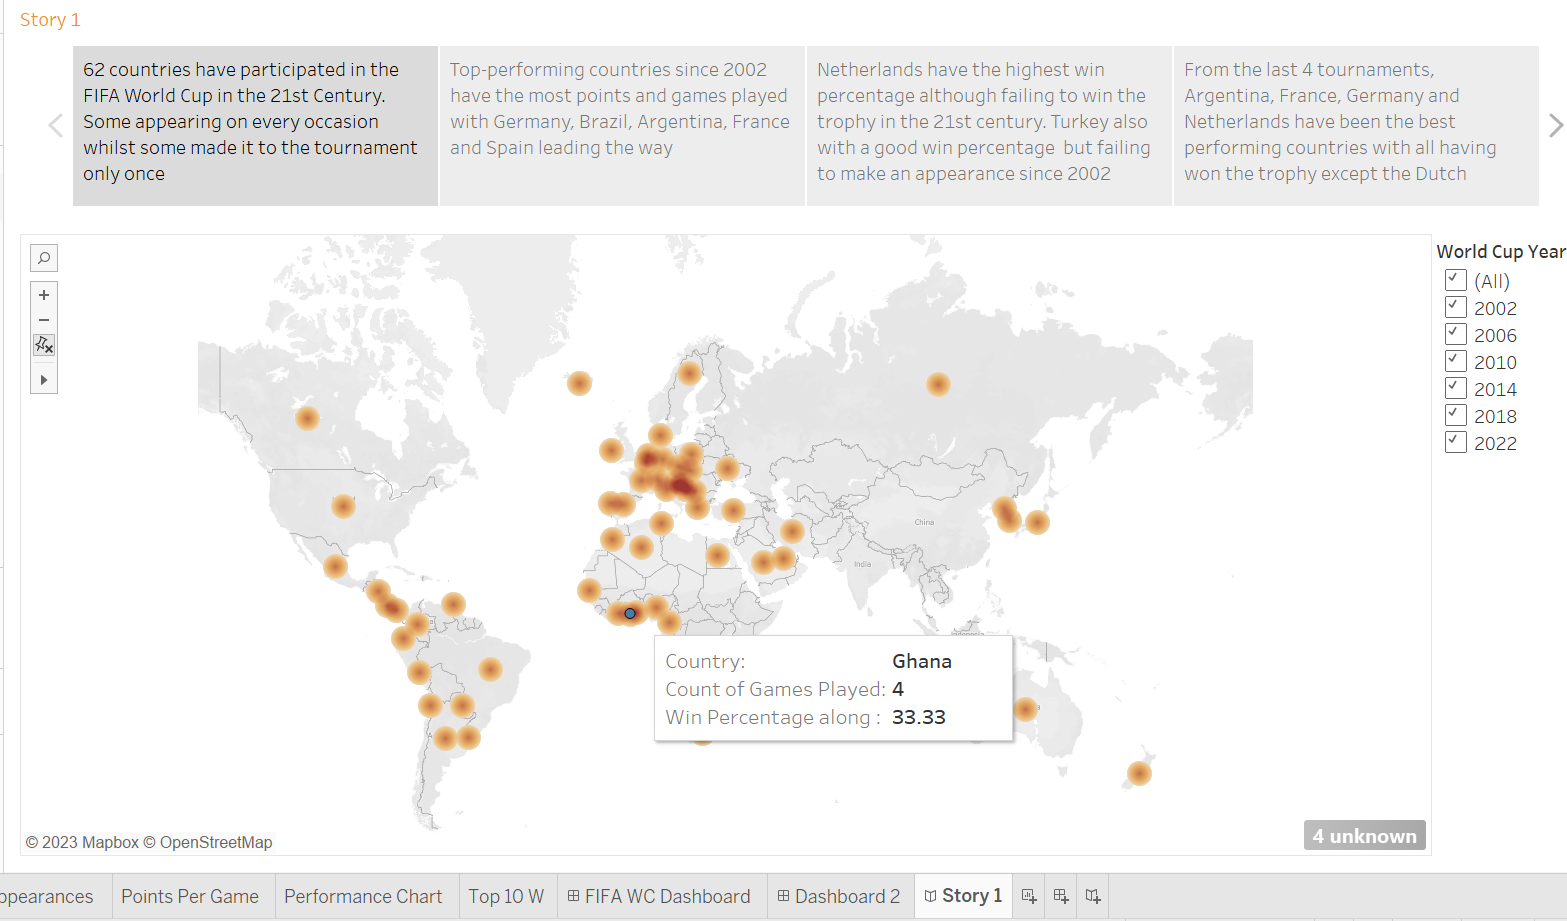 Story 1
62 countries have participated in the
FIFA World Cup in the 21st Century.
Some appearing on every occasion
whilst some made it to the tournament
only once
Top-performing countries since 2002
have the most points and games played
with Germany, Brazil, Argentina, France
and Spain leading the way
Netherlands have the highest win
percentage although failing to win the
trophy in the 21st century. Turkey also
with a good win percentage  but failing
to make an appearance since 2002
From the last 4 tournaments,
Argentina, France, Germany and
Netherlands have been the best
performing countries with all having
won the trophy except the Dutch
World Cup Year
(All)
2002
2006
2010
2014
2018
2022
China
India
Country: Ghana
Count of Games Played: 4
Win Percentage along : 33.33
© 2023 Mapbox © OpenStreetMap
4 unknown
ppearances
Points Per Game
Performance Chart
Top 10 W
FIFA WC Dashboard
Dashboard 2
Story 1